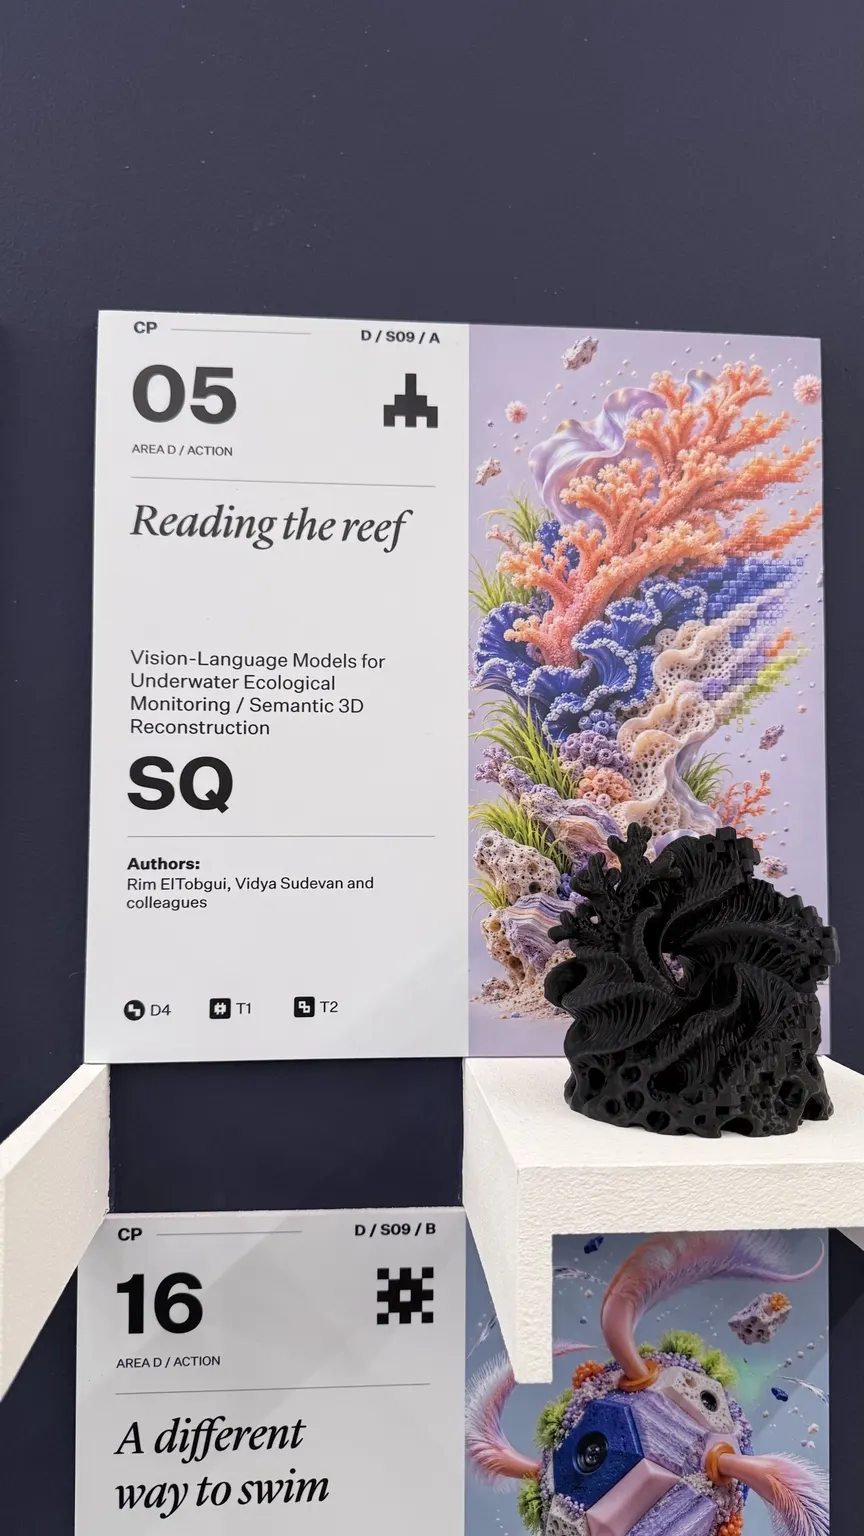 CP
D / S09 / A
05
AREA D / ACTION
Reading the reef
Vision-Language Models for
Underwater Ecological
Monitoring / Semantic 3D
Reconstruction
SQ
Authors:
Rim ElTobgui, Vidya Sudevan and
colleagues
D4
T1
T2
CP
D / S09 / B
16
AREA D / ACTION
A different
way to swim